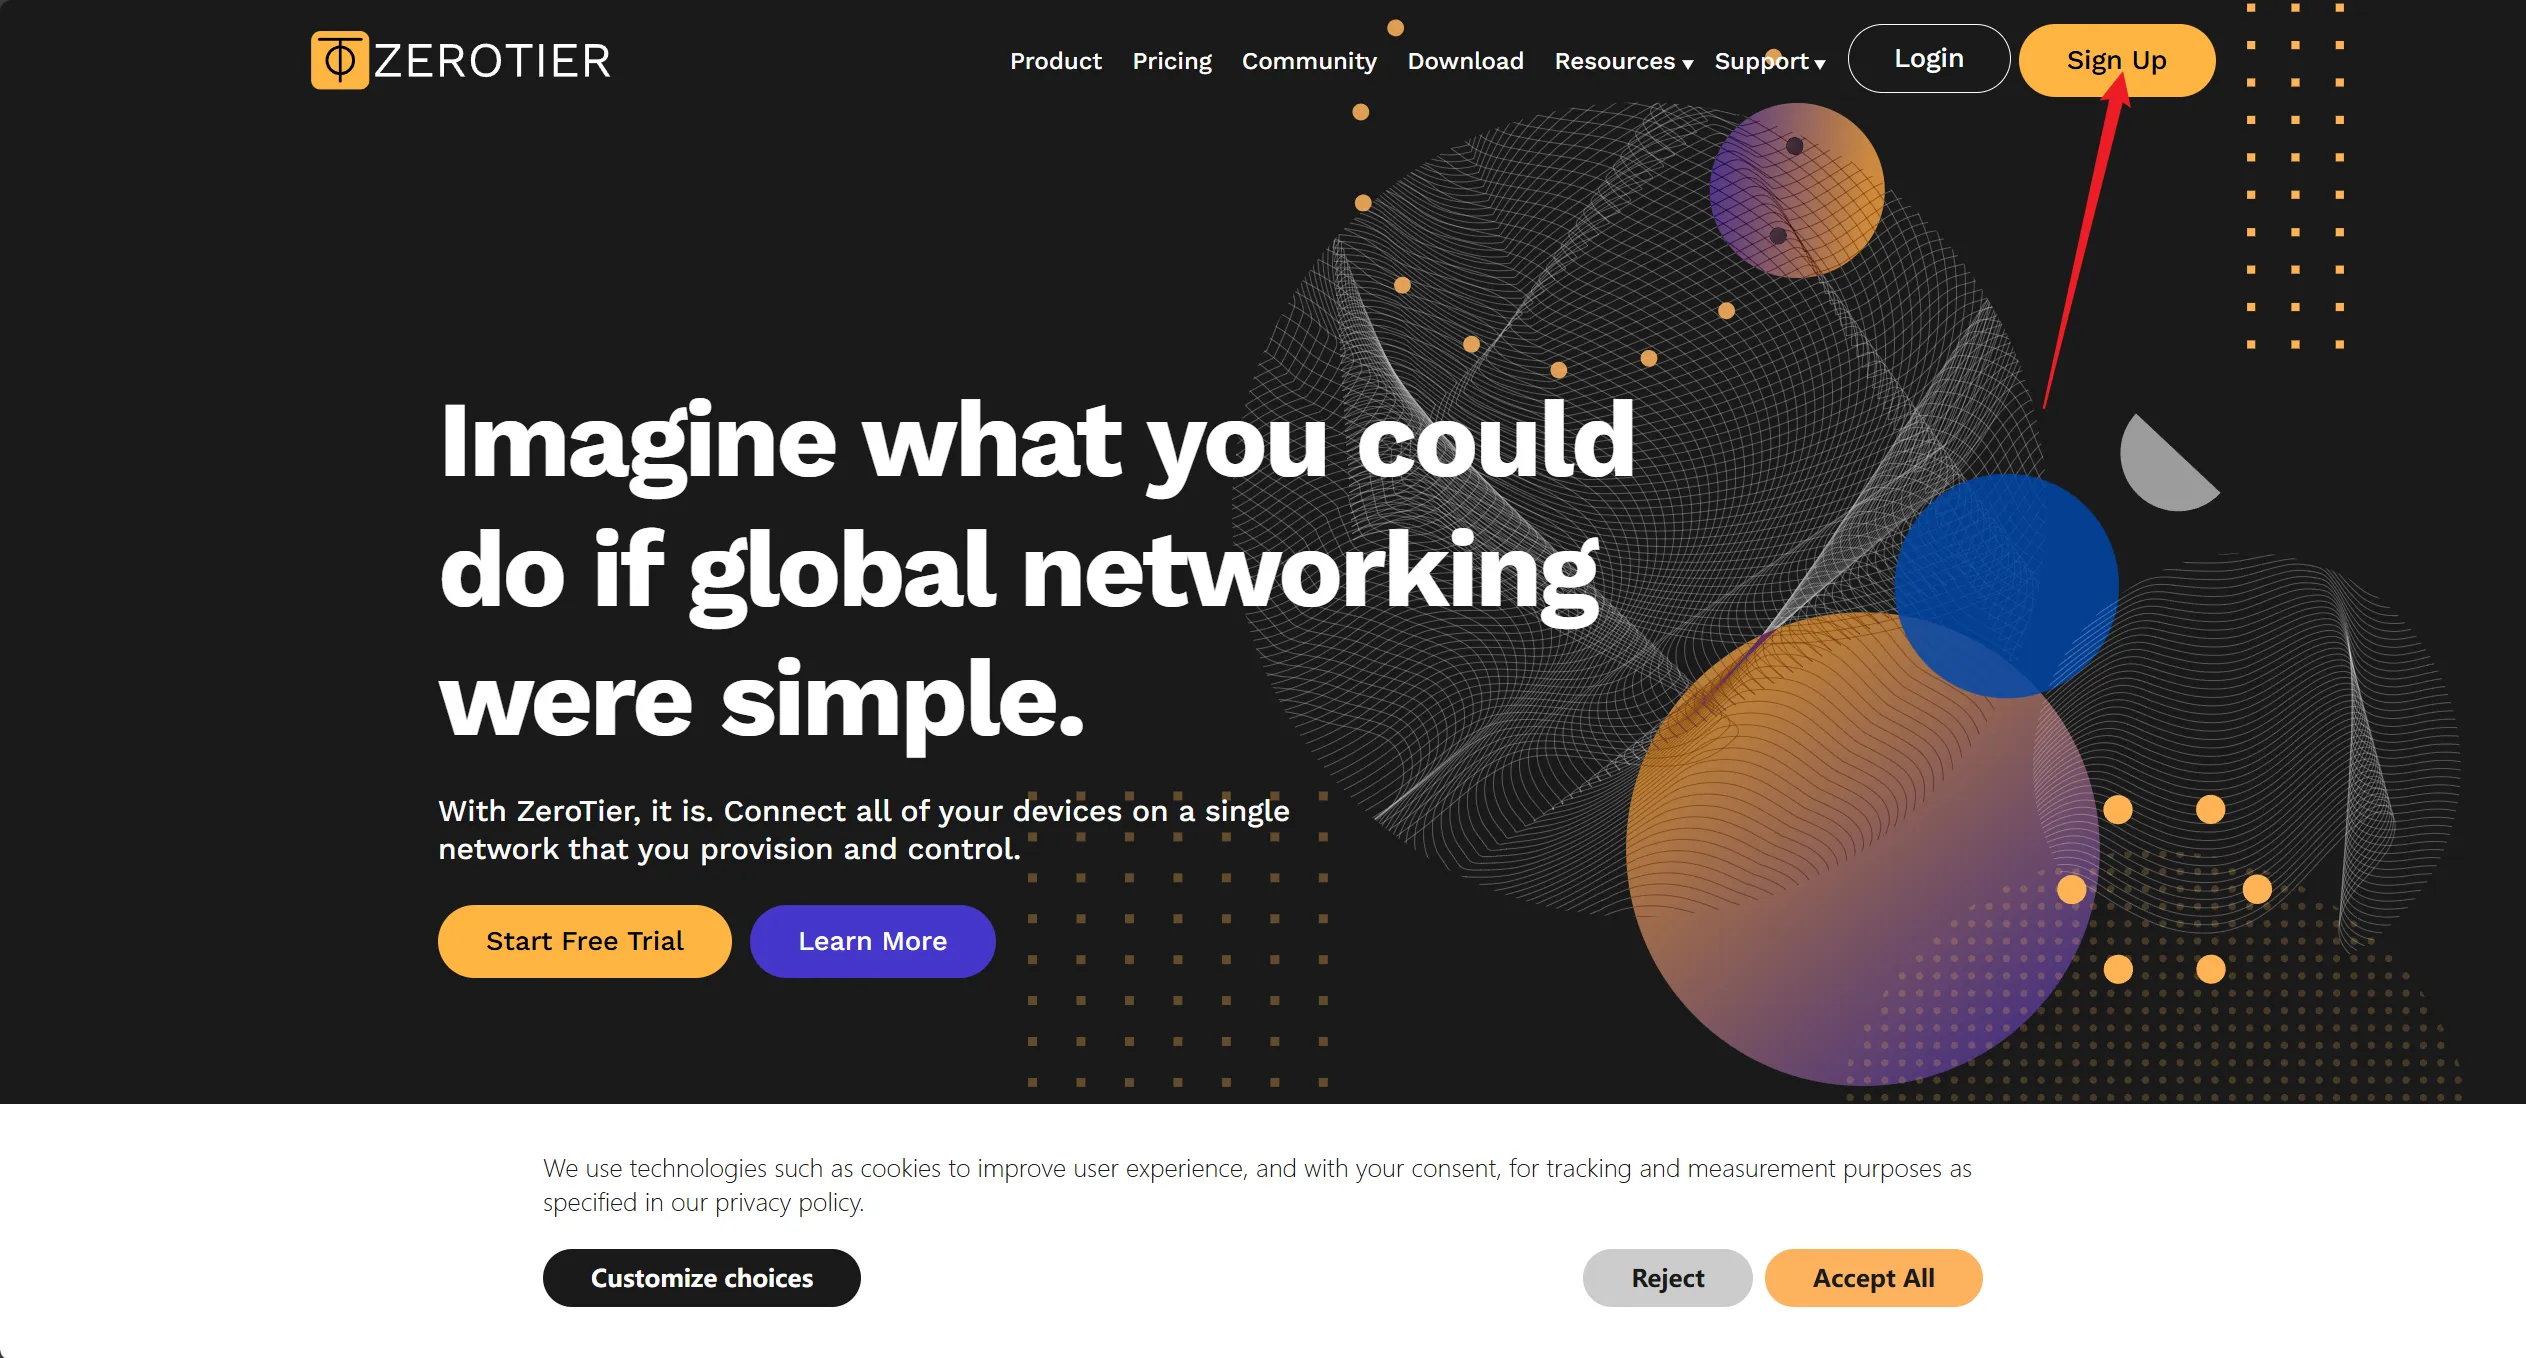 ZEROTIER
Product Pricing Community Download Resources Support Login Sign Up
Imagine what you could
do if global networking
were simple.
With ZeroTier, it is. Connect all of your devices on a single
network that you provision and control.
Start Free Trial Learn More
We use technologies such as cookies to improve user experience, and with your consent, for tracking and measurement purposes as
specified in our privacy policy.
Customize choices Reject Accept All